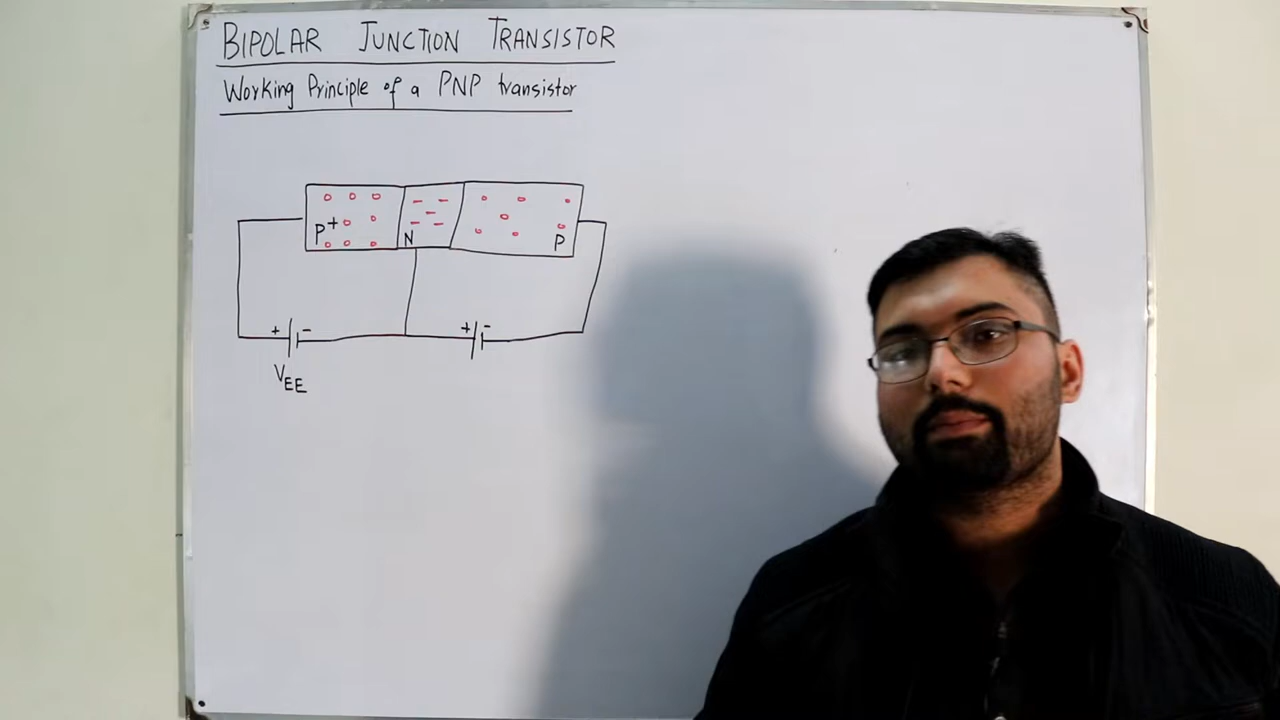 BIPOLAR JUNCTION TRANSISTOR
Working Principle of a PNP transistor
P+ N P
+ - + -
VEE